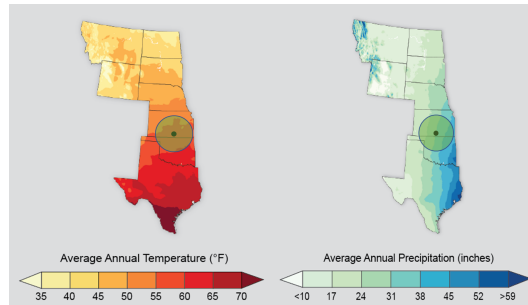 Average Annual Temperature (°F)
35 40 45 50 55 60 65 70
Average Annual Precipitation (inches)
<10 17 24 31 38 45 52 >59